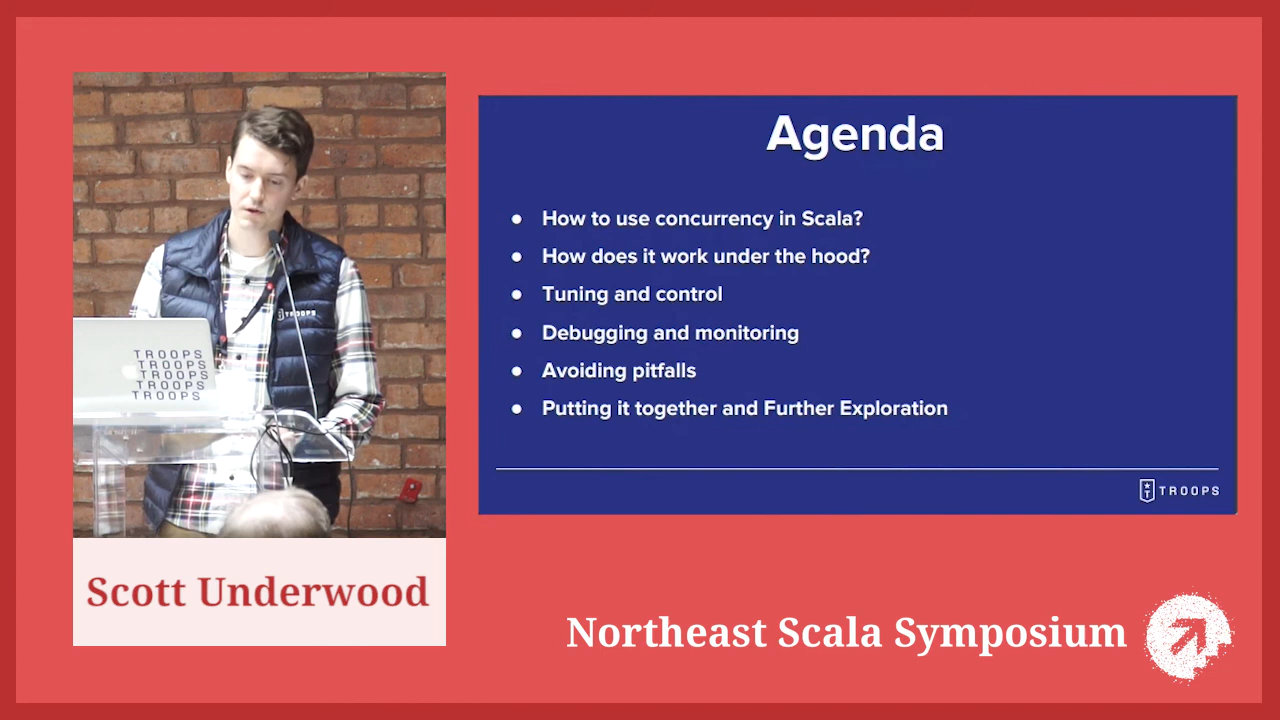 TROOPS
TROOPS
TROOPS
TROOPS
TROOPS
TROOPS
Scott Underwood
Agenda
● How to use concurrency in Scala?
● How does it work under the hood?
● Tuning and control
● Debugging and monitoring
● Avoiding pitfalls
● Putting it together and Further Exploration
T TROOPS
Northeast Scala Symposium